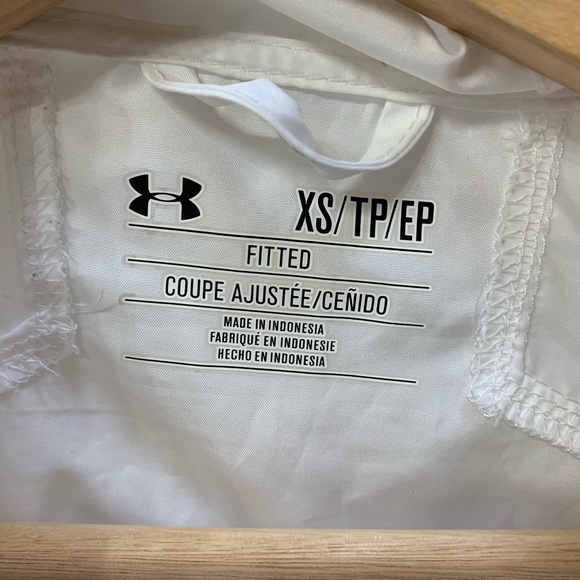 XS/TP/EP
FITTED
COUPE AJUSTÉE/CEÑIDO
MADE IN INDONESIA
FABRIQUÉ EN INDONESIE
HECHO EN INDONESIA